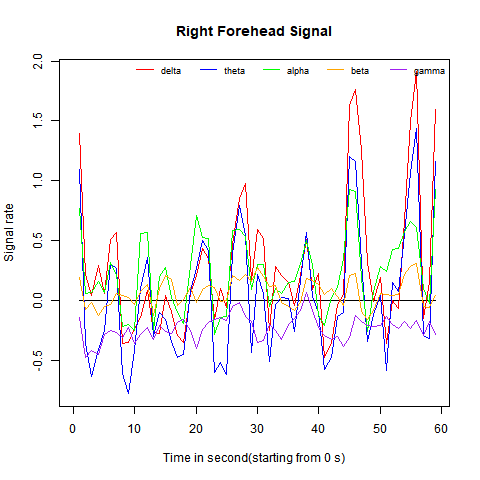 Right Forehead Signal
delta theta alpha beta gamma
Signal rate
2.0
1.5
1.0
0.5
0.0
-0.5
0 10 20 30 40 50 60
Time in second(starting from 0 s)